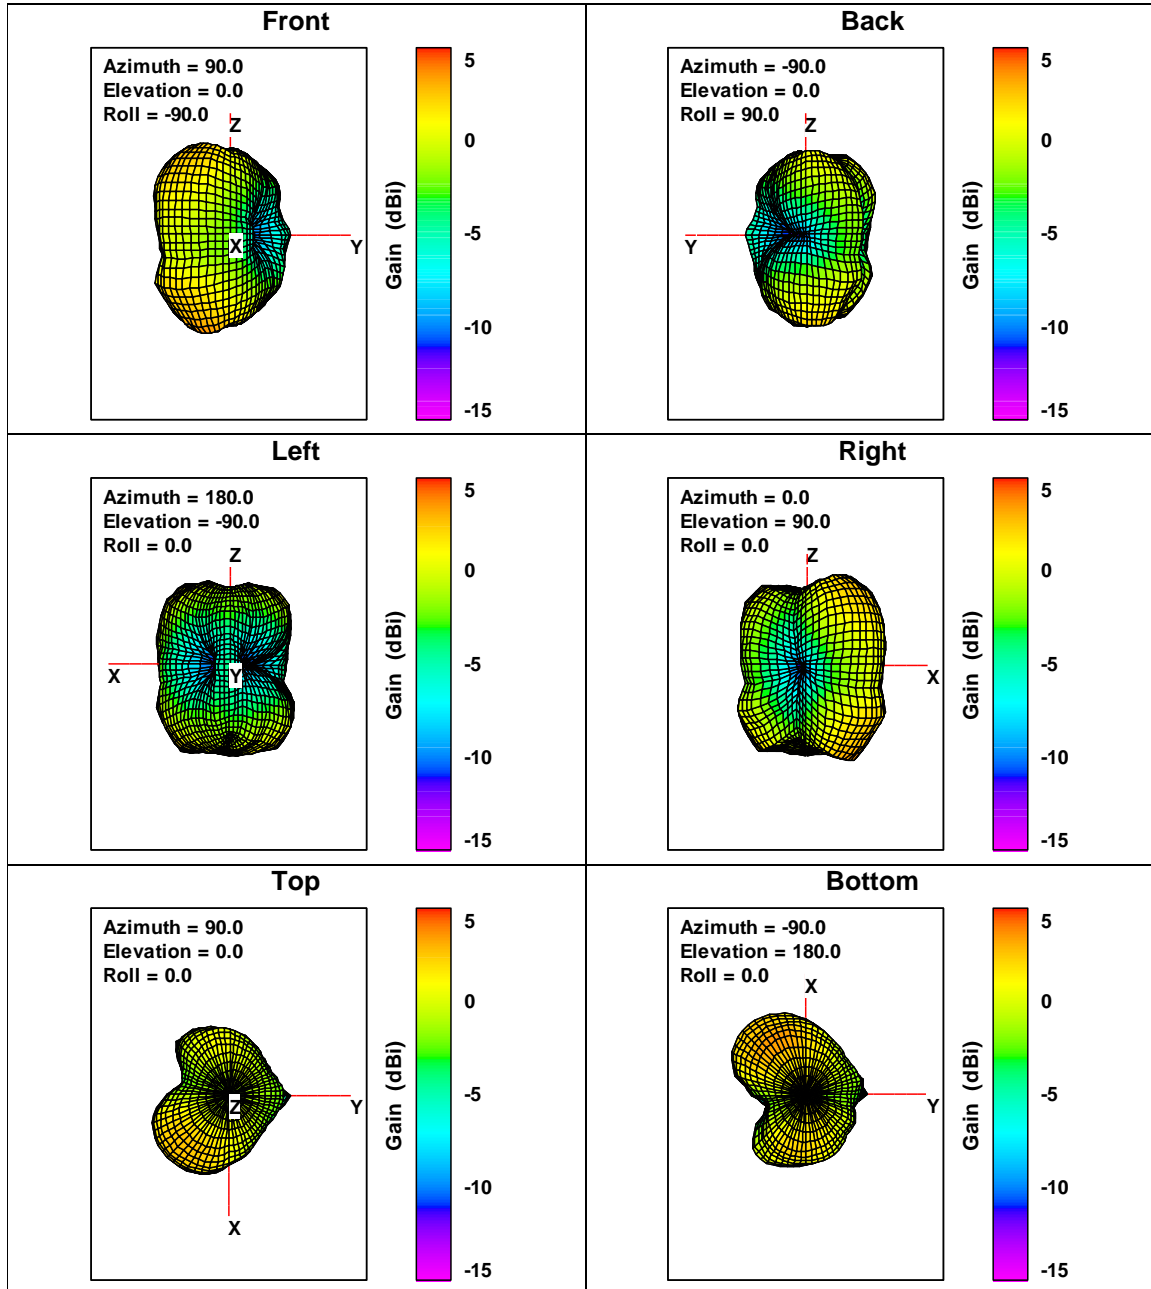 Front
Azimuth = 90.0
Elevation = 0.0
Roll = -90.0
Z
X
Y
5
0
-5
-10
-15
Gain (dBi)
Back
Azimuth = -90.0
Elevation = 0.0
Roll = 90.0
Z
Y
5
0
-5
-10
-15
Gain (dBi)
Left
Azimuth = 180.0
Elevation = -90.0
Roll = 0.0
Z
X
Y
5
0
-5
-10
-15
Gain (dBi)
Right
Azimuth = 0.0
Elevation = 90.0
Roll = 0.0
Z
X
5
0
-5
-10
-15
Gain (dBi)
Top
Azimuth = 90.0
Elevation = 0.0
Roll = 0.0
Z
Y
X
5
0
-5
-10
-15
Gain (dBi)
Bottom
Azimuth = -90.0
Elevation = 180.0
Roll = 0.0
X
Y
5
0
-5
-10
-15
Gain (dBi)